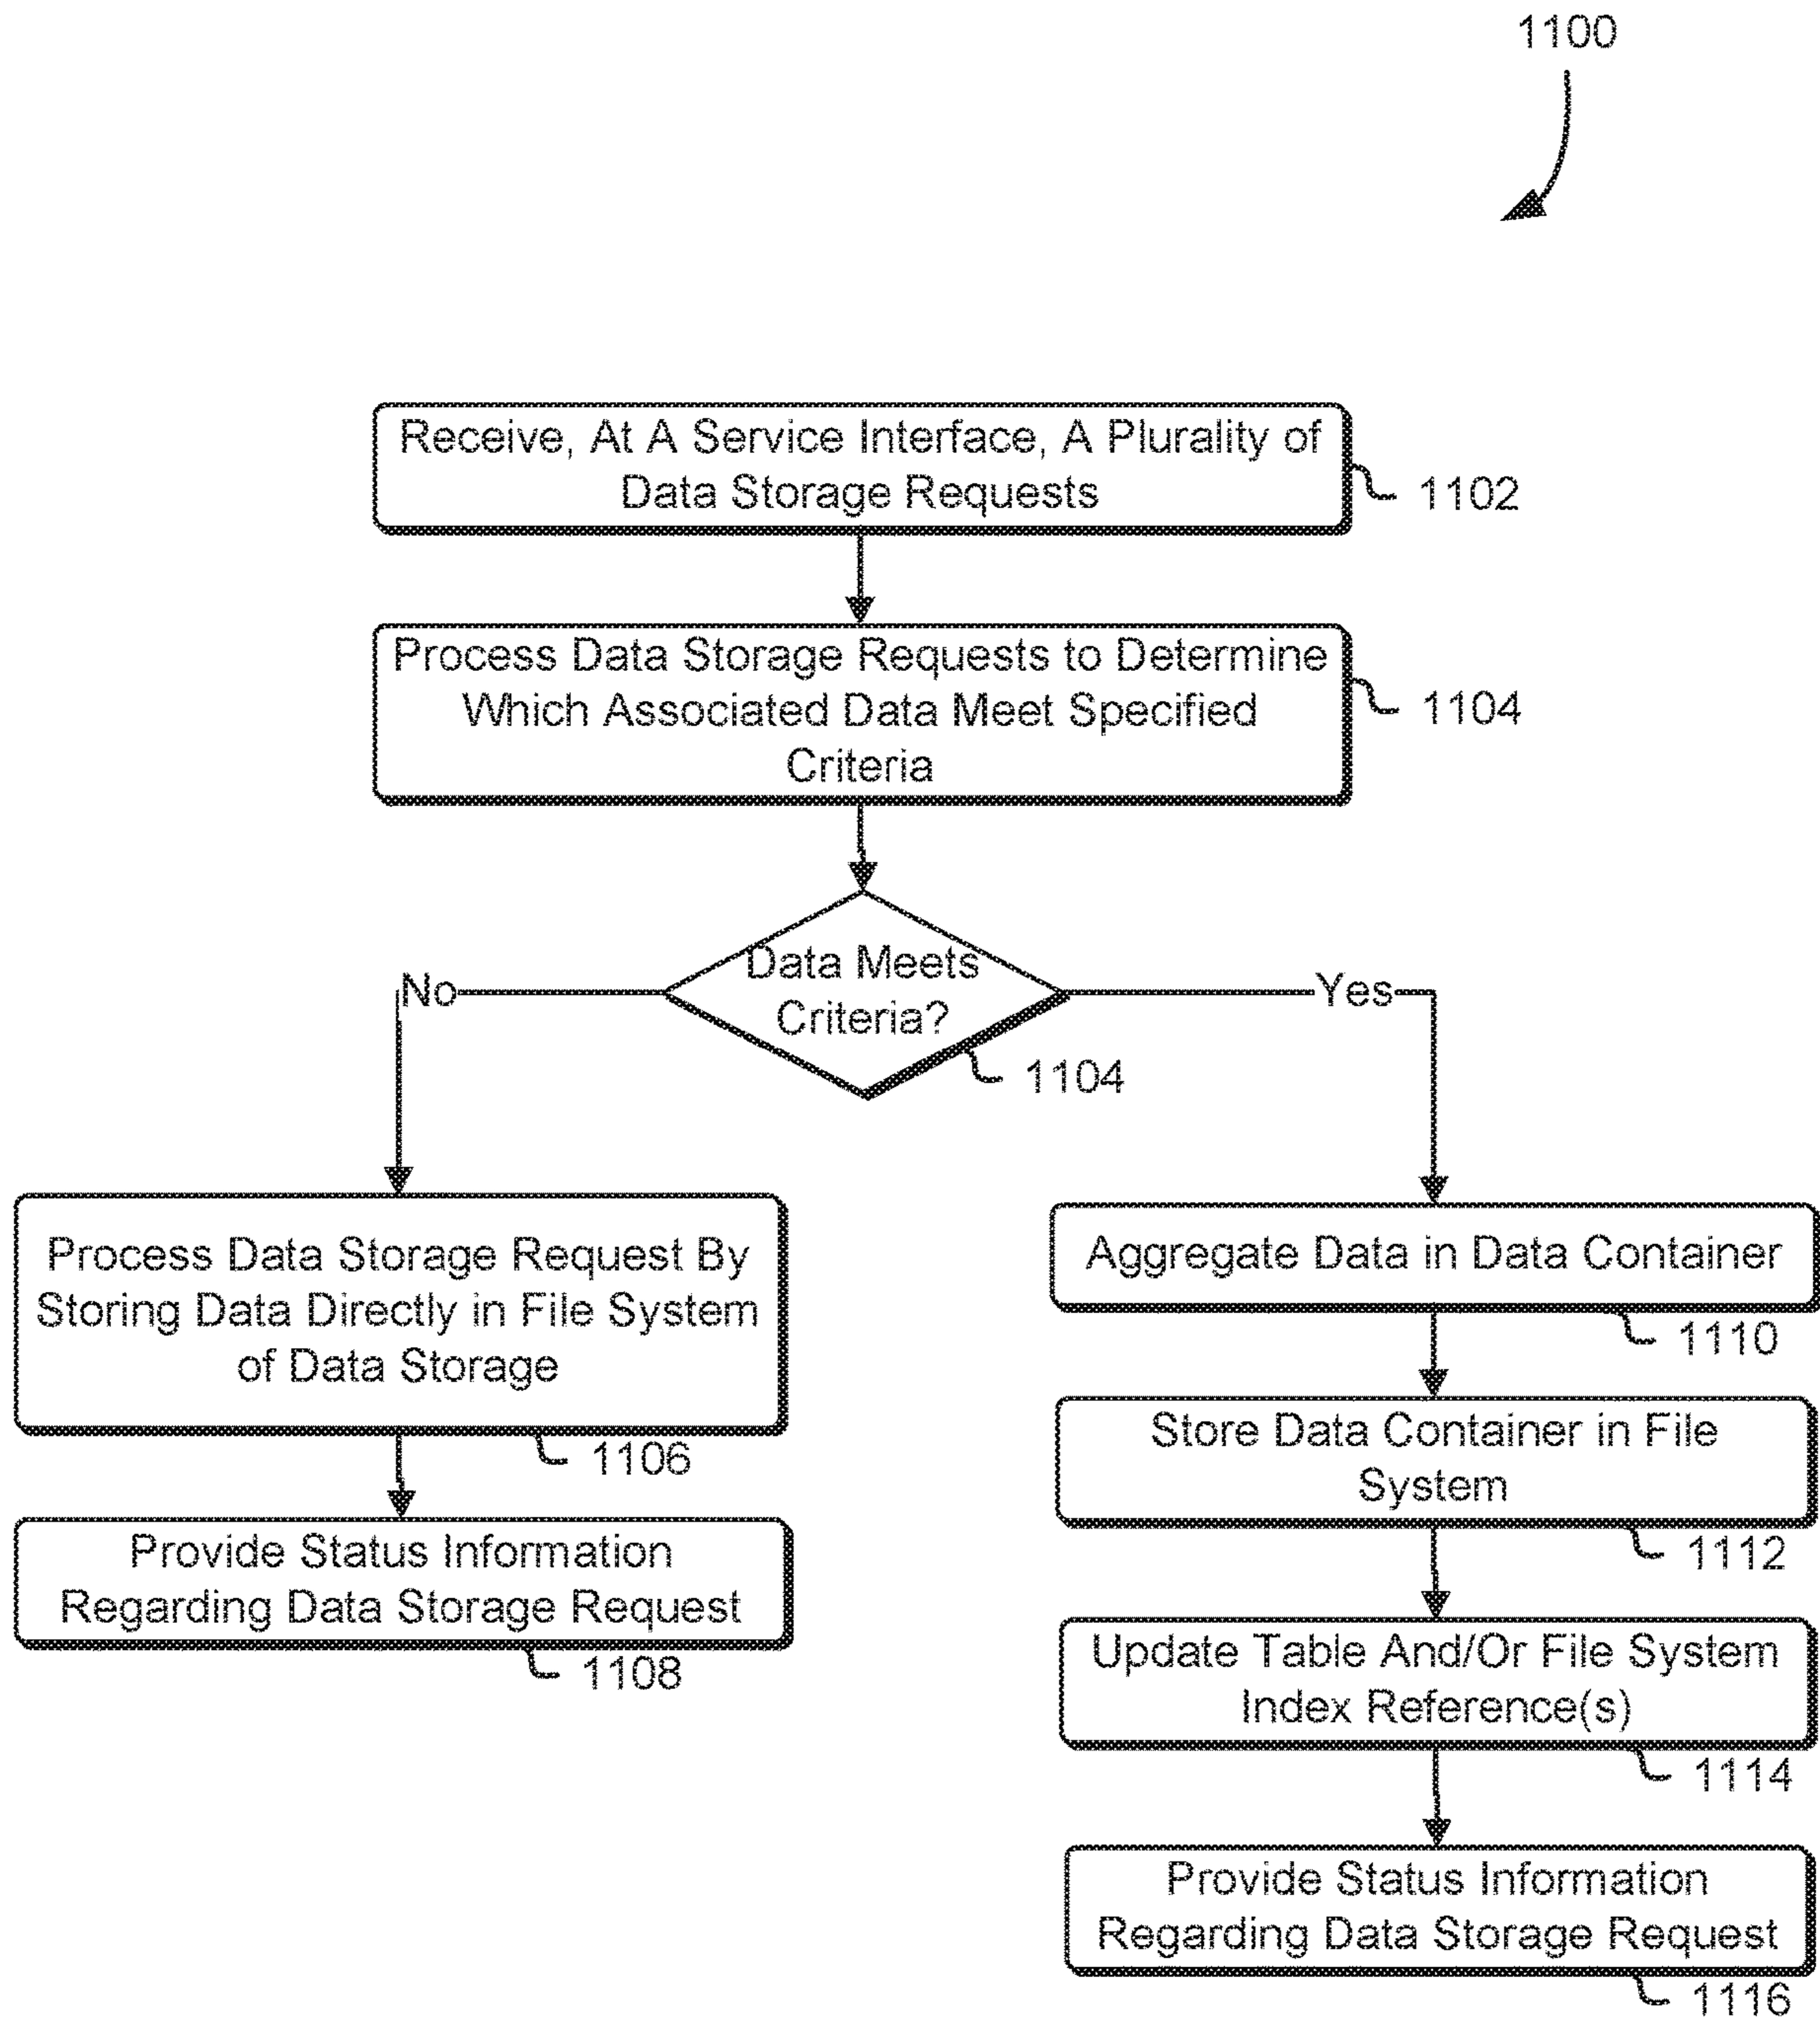 1100
Receive, At A Service Interface, A Plurality of
Data Storage Requests
1102
Process Data Storage Requests to Determine
Which Associated Data Meet Specified
Criteria
1104
Data Meets
Criteria?
1104
No
Yes
Process Data Storage Request By
Storing Data Directly in File System
of Data Storage
1106
Provide Status Information
Regarding Data Storage Request
1108
Aggregate Data in Data Container
1110
Store Data Container in File
System
1112
Update Table And/Or File System
Index Reference(s)
1114
Provide Status Information
Regarding Data Storage Request
1116